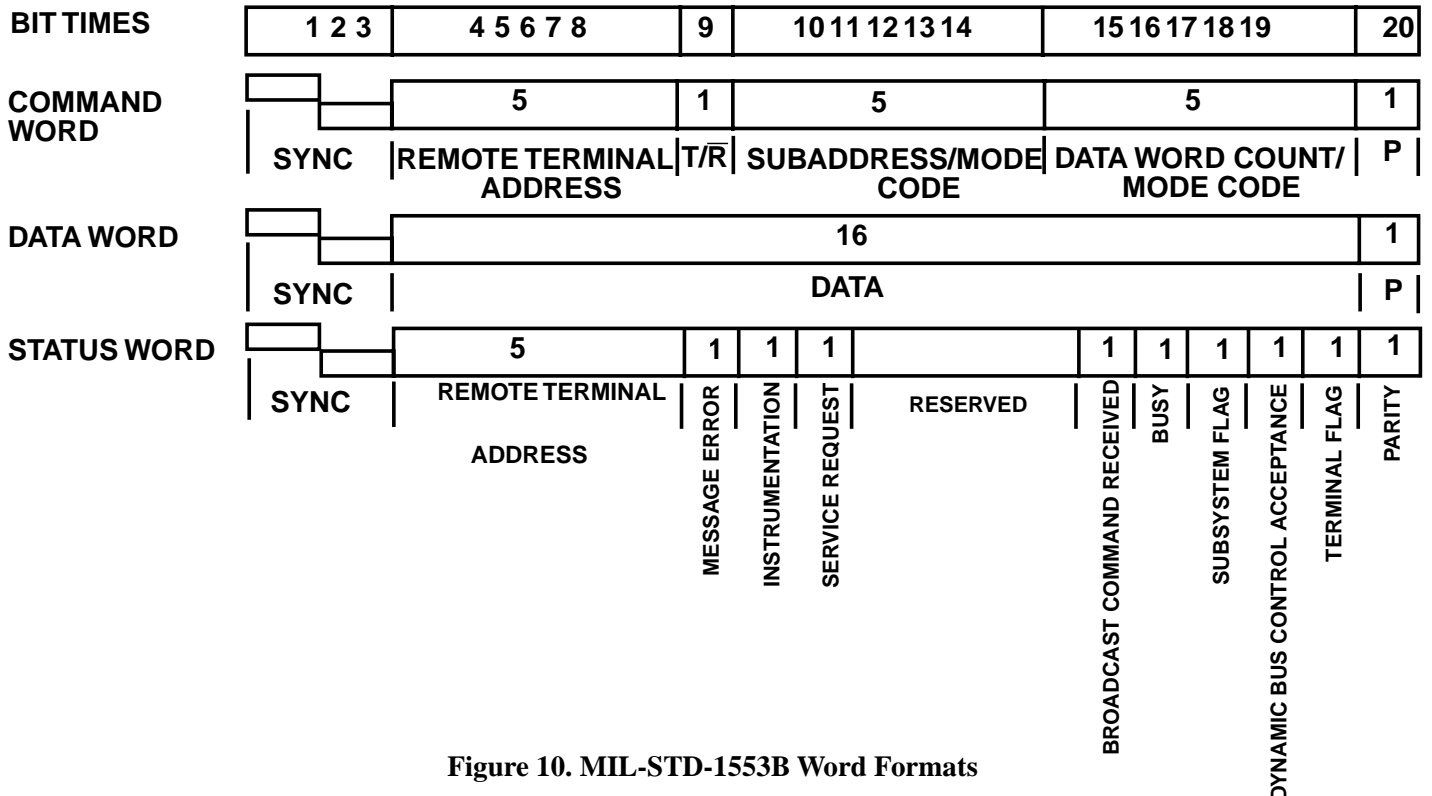 BIT TIMES 1 2 3 4 5 6 7 8 9 10 11 12 13 14 15 16 17 18 19 20
COMMAND WORD
5 1 5 5 1
SYNC REMOTE TERMINAL ADDRESS T/R̅ SUBADDRESS/MODE CODE DATA WORD COUNT/MODE CODE P
DATA WORD
16 1
SYNC DATA P
STATUS WORD
5 1 1 1 1 1 1 1 1 1
SYNC
REMOTE TERMINAL
ADDRESS
MESSAGE ERROR
INSTRUMENTATION
SERVICE REQUEST
RESERVED
BROADCAST COMMAND RECEIVED
BUSY
SUBSYSTEM FLAG
DYNAMIC BUS CONTROL ACCEPTANCE
TERMINAL FLAG
PARITY
Figure 10. MIL-STD-1553B Word Formats